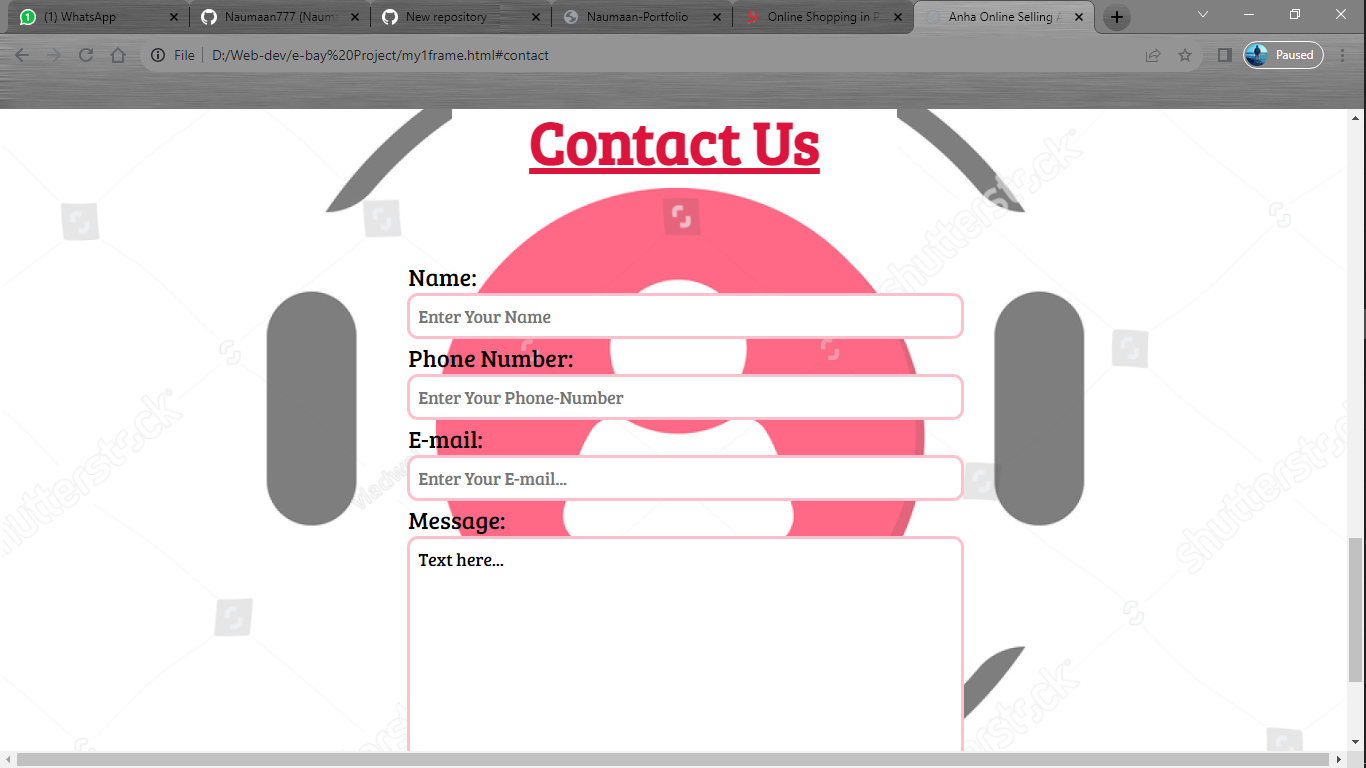 (1) WhatsApp
Naumaan777 (Naum
New repository
Naumaan-Portfolio
Online Shopping in P
Anha Online Selling A
File
D:/Web-dev/e-bay%20Project/my1frame.html#contact
Paused
Contact Us
Name:
Enter Your Name
Phone Number:
Enter Your Phone-Number
E-mail:
Enter Your E-mail...
Message:
Text here...
shutterstock
shutterstock
shutterstock
shutterstock